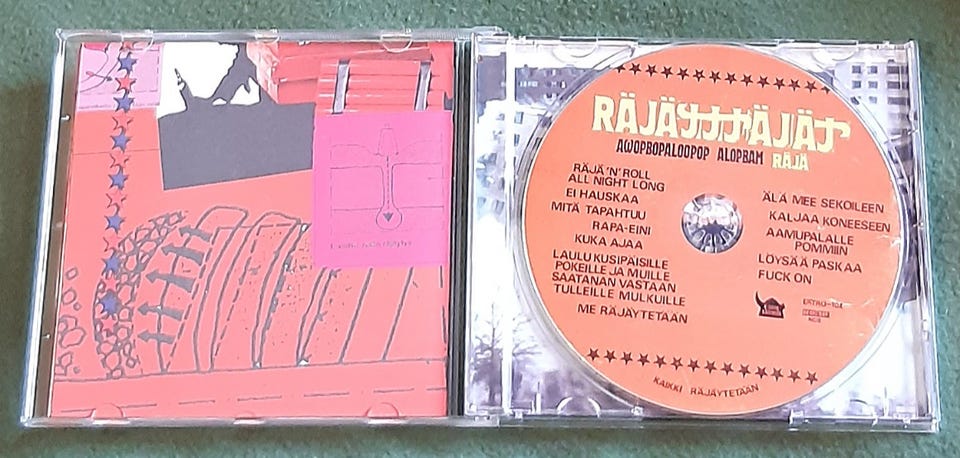 RÄJÄYTTÄJÄT
AWOPBOPALOOPOP ALOPBAM RÄJÄ
RÄJÄ 'N' ROLL
ALL NIGHT LONG
EI HAUSKAA
MITÄ TAPAHTUU
RAPA-EINI
KUKA AJAA
LAULU KUSIPÄISILLE
POKEILLE JA MUILLE
SAATANAN VASTAAN
TULLEILLE MULKUILLE
ME RÄJÄYTETÄÄN
ÄLÄ MEE SEKOILEEN
KALJAA KONEESEEN
AAMUPALALLE
POMMIIN
LÖYSÄÄ PASKAA
FUCK ON
EKTRO-104
KAIKKI RÄJÄYTETÄÄN